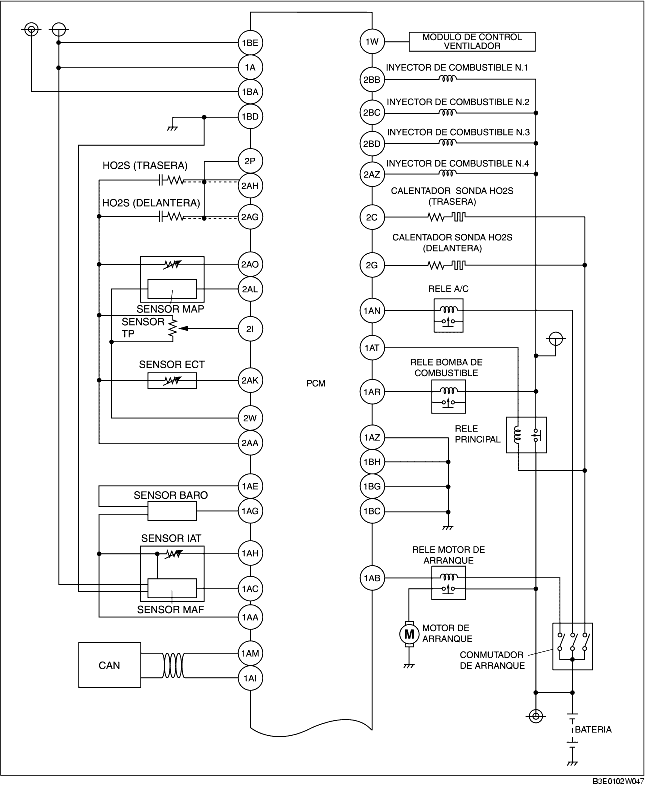 1BE
1A
1BA
1BD
2P
HO2S (TRASERA)
2AH
HO2S (DELANTERA)
2AG
2AO
2AL
SENSOR MAP
SENSOR
TP
2I
SENSOR ECT
2AK
2W
2AA
1AE
SENSOR BARO
1AG
SENSOR IAT
1AH
1AC
SENSOR MAF
1AA
CAN
1AM
1AI
PCM
1W
MODULO DE CONTROL
VENTILADOR
INYECTOR DE COMBUSTIBLE N.1
2BB
INYECTOR DE COMBUSTIBLE N.2
2BC
INYECTOR DE COMBUSTIBLE N.3
2BD
INYECTOR DE COMBUSTIBLE N.4
2AZ
CALENTADOR SONDA HO2S
(TRASERA)
2C
CALENTADOR SONDA HO2S
(DELANTERA)
2G
RELE A/C
1AN
1AT
RELE BOMBA DE
COMBUSTIBLE
1AR
RELE
PRINCIPAL
1AZ
1BH
1BG
1BC
RELE MOTOR DE
ARRANQUE
1AB
M
MOTOR DE
ARRANQUE
CONMUTADOR
DE ARRANQUE
BATERIA
B3E0102W047